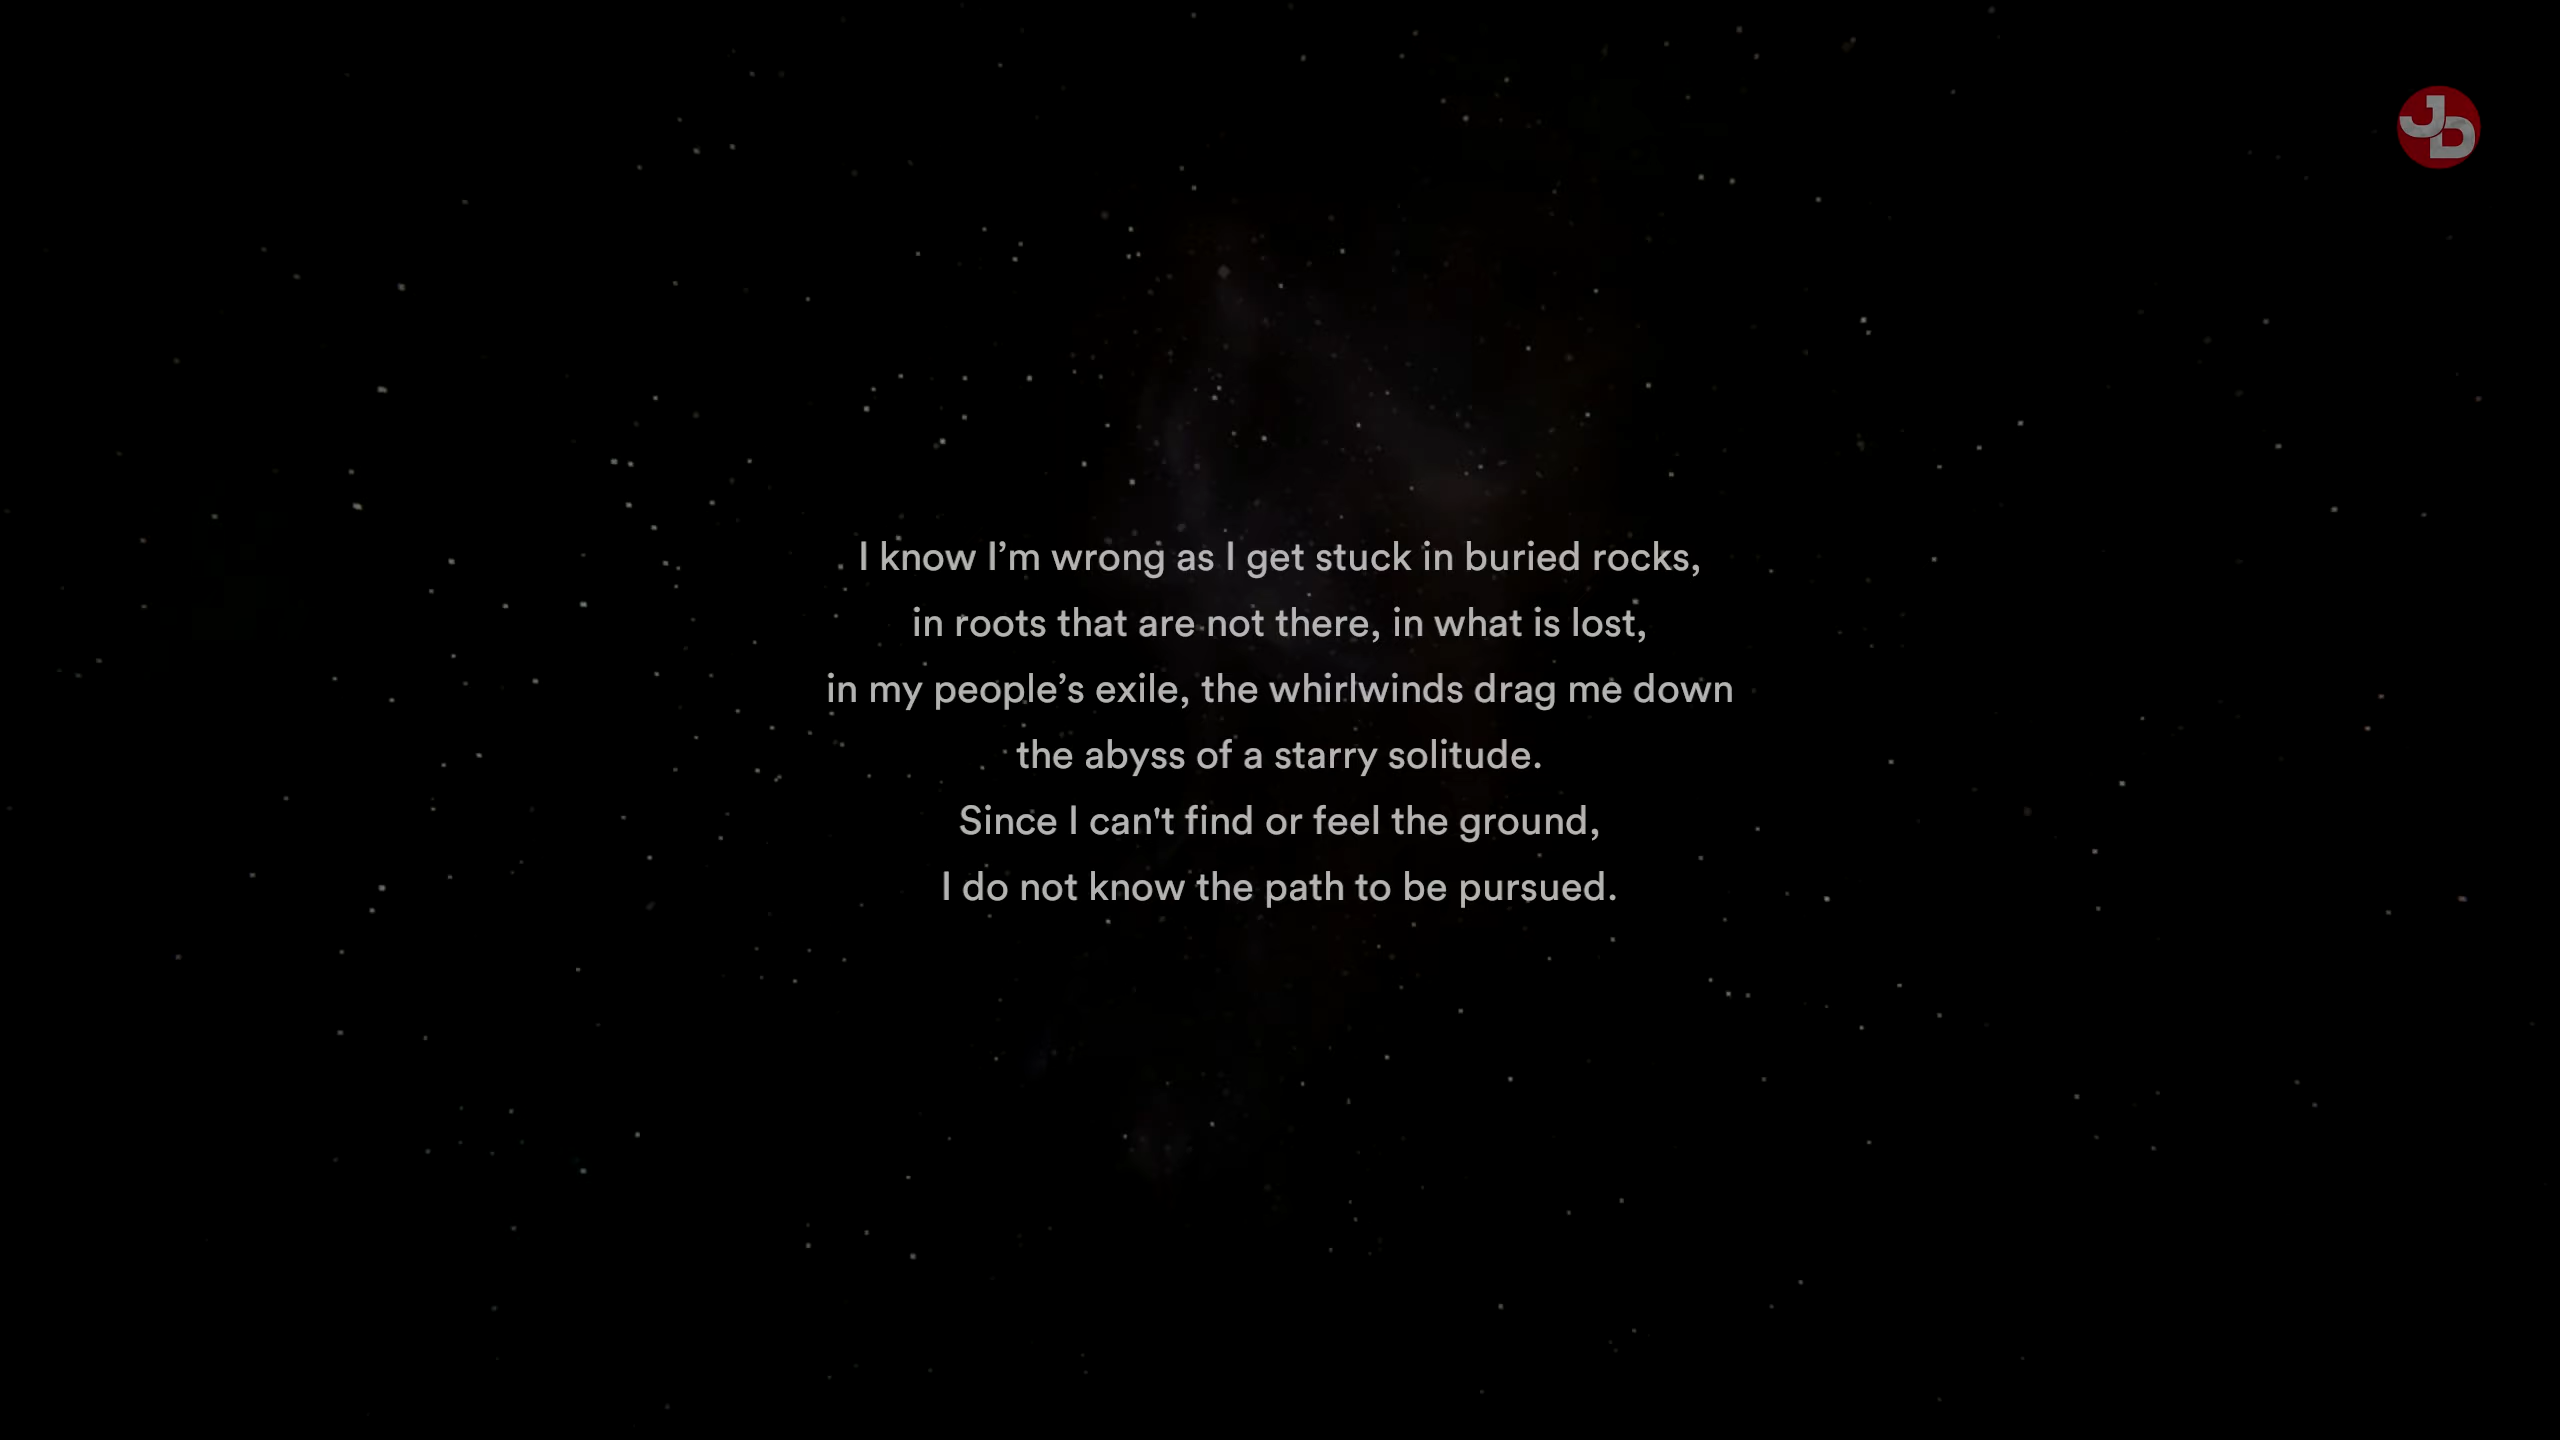 JD
I know I’m wrong as I get stuck in buried rocks,
in roots that are not there, in what is lost,
in my people’s exile, the whirlwinds drag me down
the abyss of a starry solitude.
Since I can't find or feel the ground,
I do not know the path to be pursued.